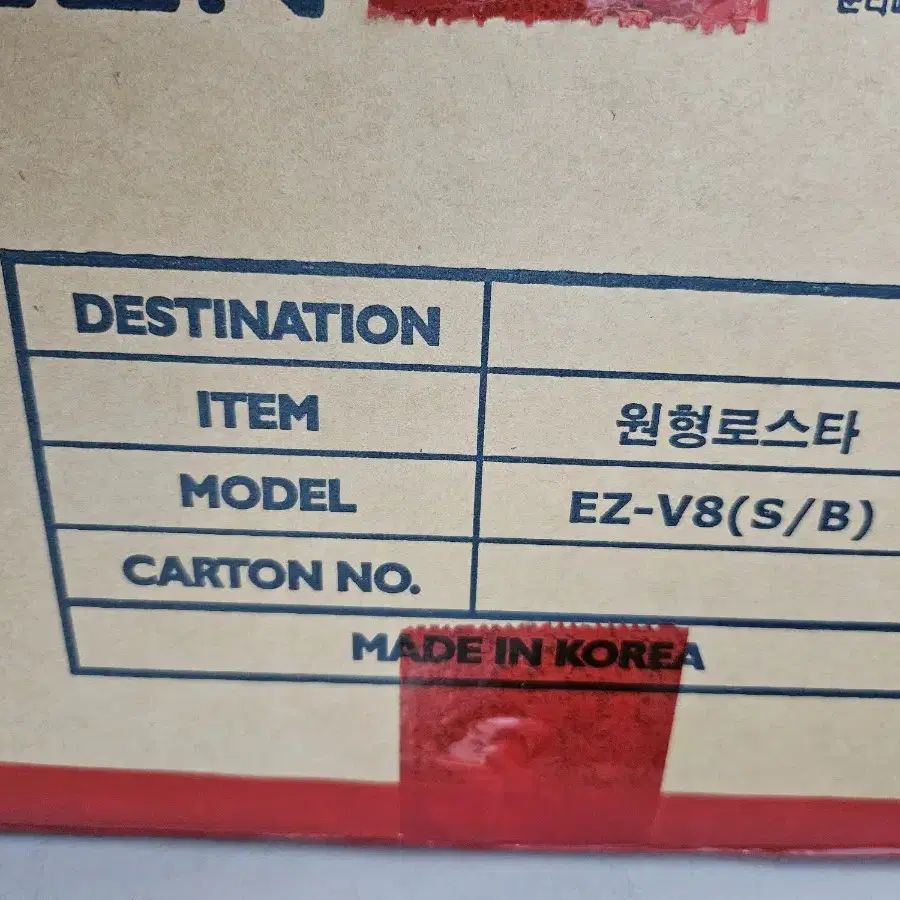 DESTINATION
ITEM 원형로스타
MODEL EZ-V8(S/B)
CARTON NO.
MADE IN KOREA